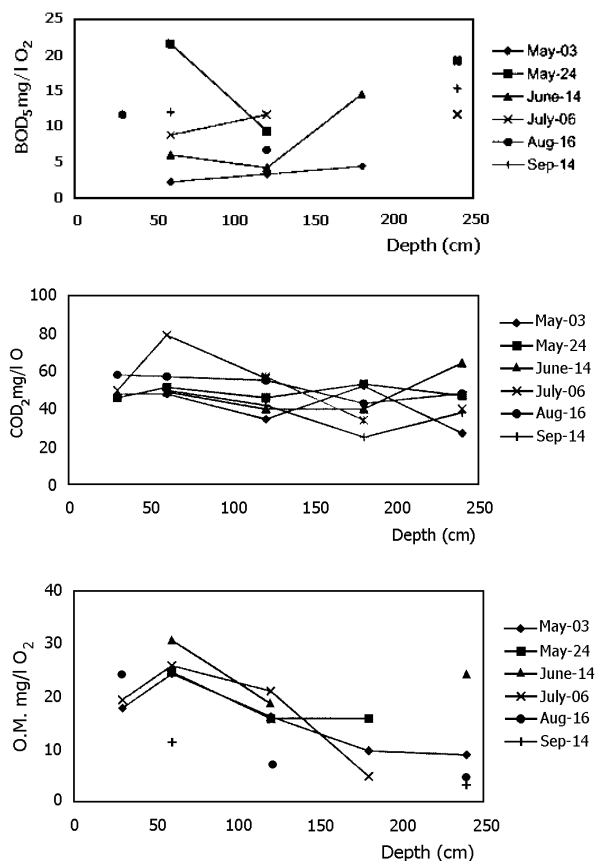 25
20
15
10
5
0
BOD5 mg/l O2
0 50 100 150 200 250
Depth (cm)
May-03
May-24
June-14
July-06
Aug-16
Sep-14
100
80
60
40
20
0
COD2 mg/l O
0 50 100 150 200 250
Depth (cm)
May-03
May-24
June-14
July-06
Aug-16
Sep-14
40
30
20
10
0
O.M. mg/l O2
0 50 100 150 200 250
Depth (cm)
May-03
May-24
June-14
July-06
Aug-16
Sep-14